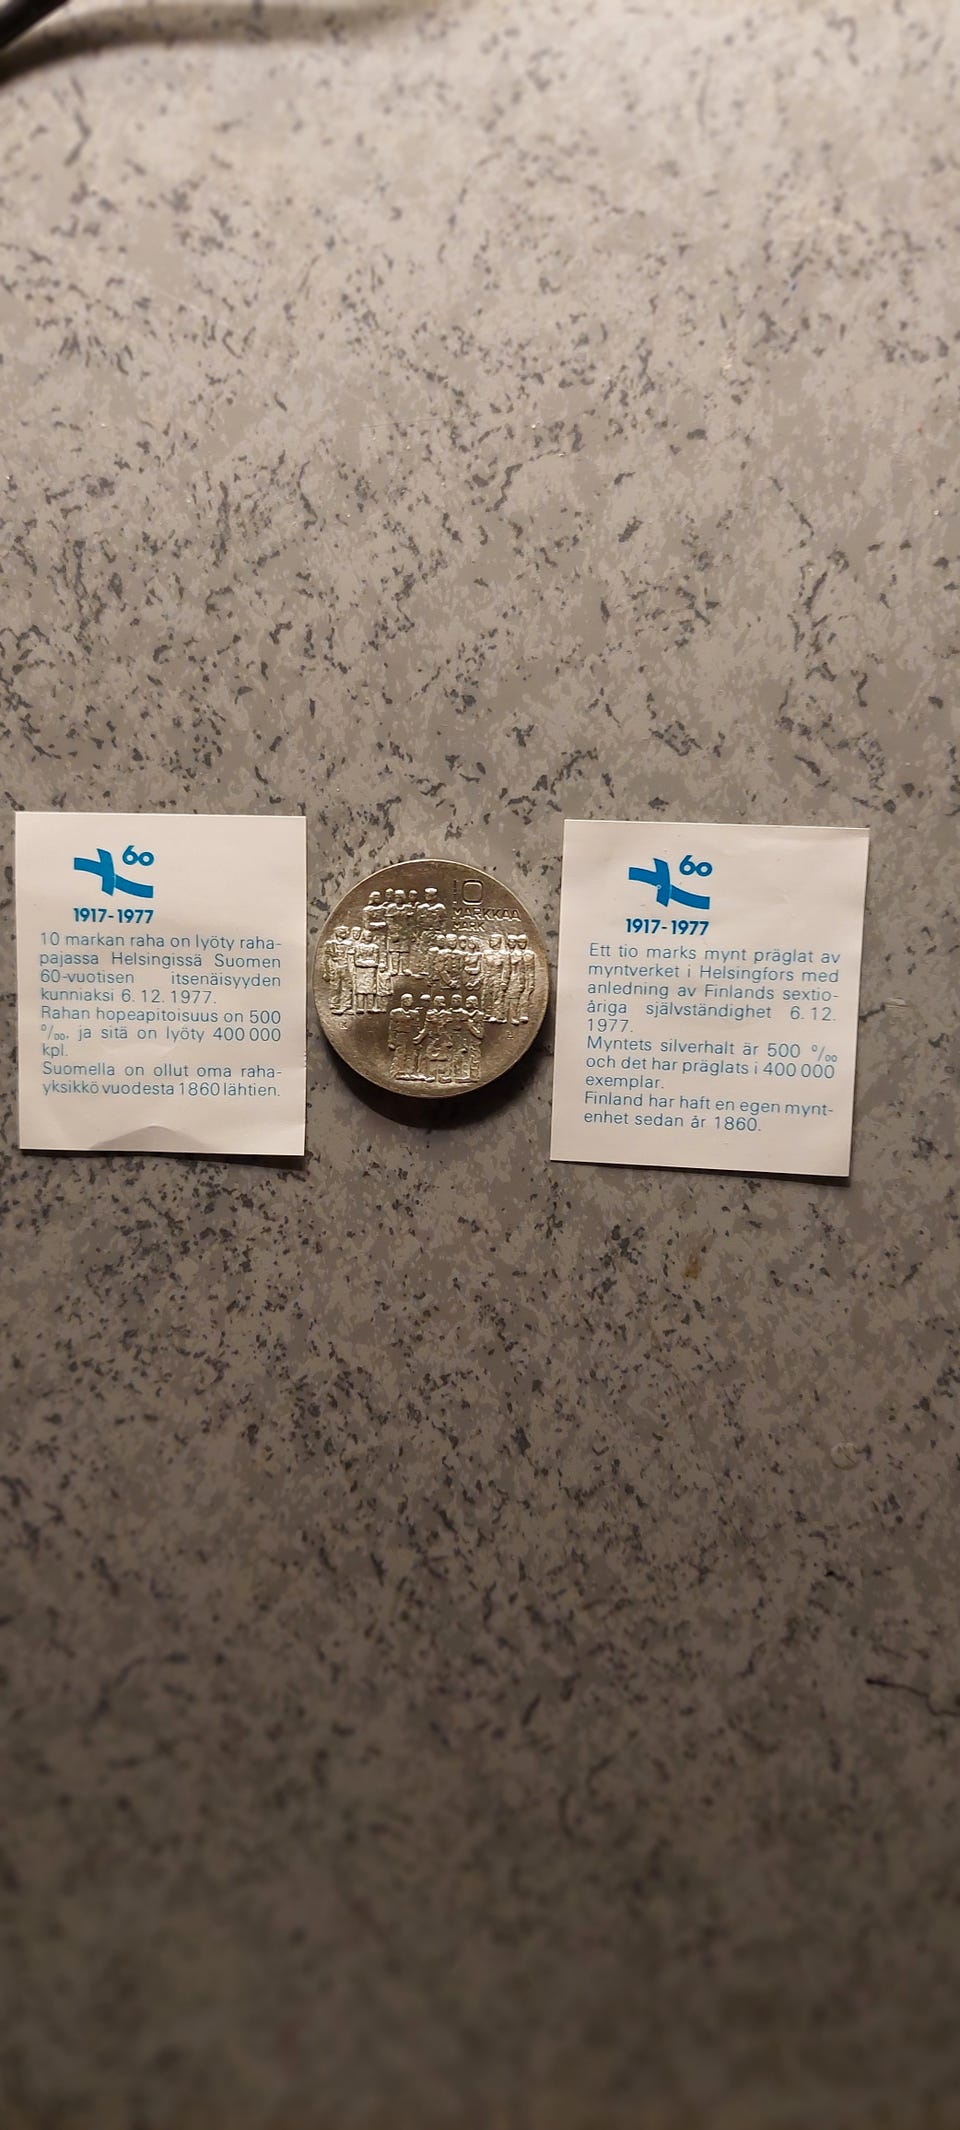 60
1917-1977
10 markan raha on lyöty raha-
pajassa Helsingissä Suomen
60-vuotisen itsenäisyyden
kunniaksi 6.12.1977.
Rahan hopeapitoisuus on 500
⁰/₀₀, ja sitä on lyöty 400 000
kpl.
Suomella on ollut oma raha-
yksikkö vuodesta 1860 lähtien.
10
MARKKAA
MARK
60
1917-1977
Ett tio marks mynt präglat av
myntverket i Helsingfors med
anledning av Finlands sextio-
åriga självständighet 6.12.
1977.
Myntets silverhalt är 500 ⁰/₀₀
och det har präglats i 400 000
exemplar.
Finland har haft en egen mynt-
enhet sedan år 1860.